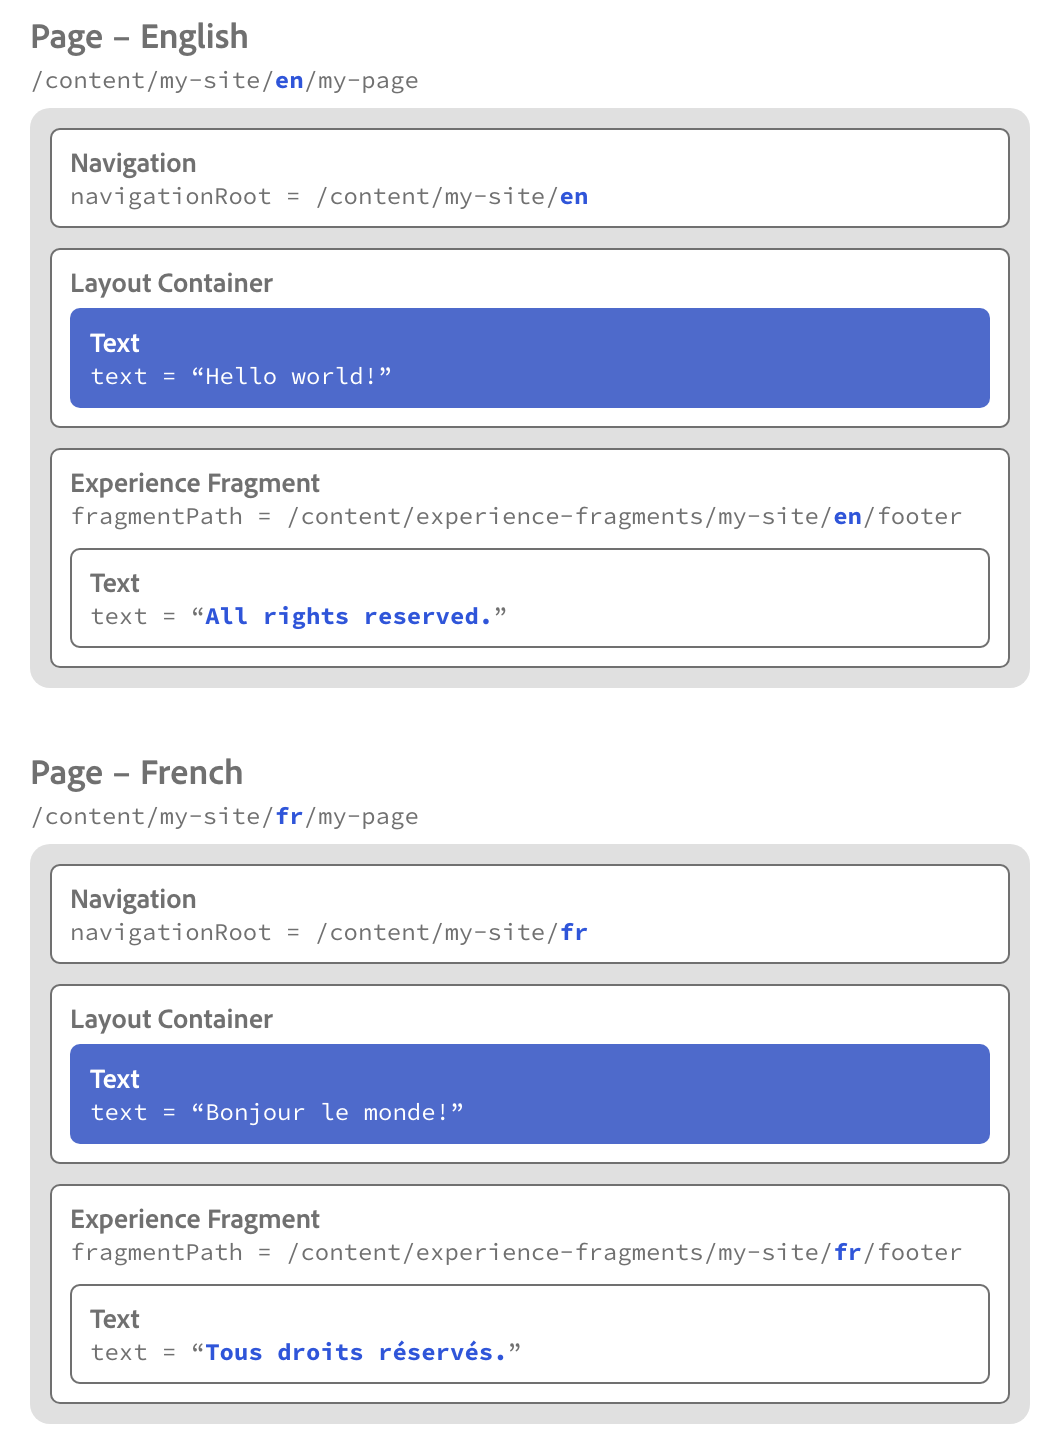 Page – English
/content/my-site/en/my-page
Navigation
navigationRoot = /content/my-site/en
Layout Container
Text
text = “Hello world!”
Experience Fragment
fragmentPath = /content/experience-fragments/my-site/en/footer
Text
text = “All rights reserved.”
Page – French
/content/my-site/fr/my-page
Navigation
navigationRoot = /content/my-site/fr
Layout Container
Text
text = “Bonjour le monde!”
Experience Fragment
fragmentPath = /content/experience-fragments/my-site/fr/footer
Text
text = “Tous droits réservés.”